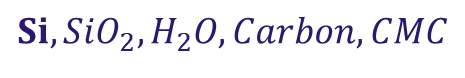 Si, SiO₂, H₂O, Carbon, CMC